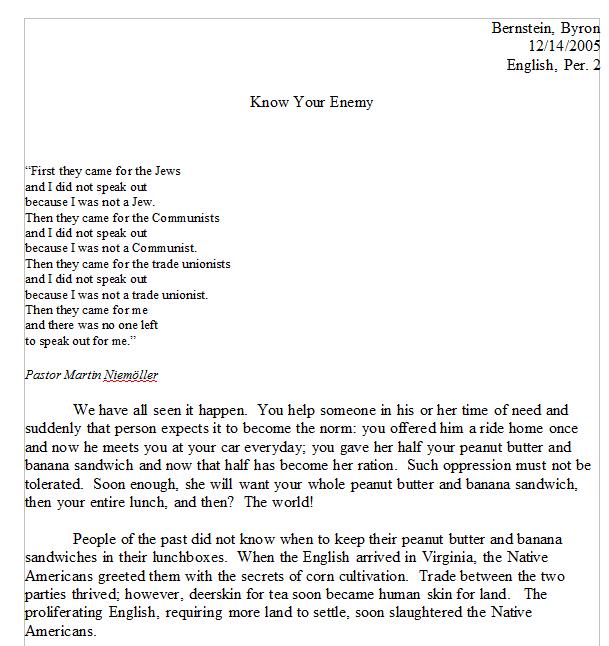 Bernstein, Byron
12/14/2005
English, Per. 2
Know Your Enemy
“First they came for the Jews
and I did not speak out
because I was not a Jew.
Then they came for the Communists
and I did not speak out
because I was not a Communist.
Then they came for the trade unionists
and I did not speak out
because I was not a trade unionist.
Then they came for me
and there was no one left
to speak out for me.”
Pastor Martin Niemöller
We have all seen it happen.  You help someone in his or her time of need and
suddenly that person expects it to become the norm: you offered him a ride home once
and now he meets you at your car everyday; you gave her half your peanut butter and
banana sandwich and now that half has become her ration.  Such oppression must not be
tolerated.  Soon enough, she will want your whole peanut butter and banana sandwich,
then your entire lunch, and then?  The world!
People of the past did not know when to keep their peanut butter and banana
sandwiches in their lunchboxes.  When the English arrived in Virginia, the Native
Americans greeted them with the secrets of corn cultivation.  Trade between the two
parties thrived; however, deerskin for tea soon became human skin for land.   The
proliferating English, requiring more land to settle, soon slaughtered the Native
Americans.